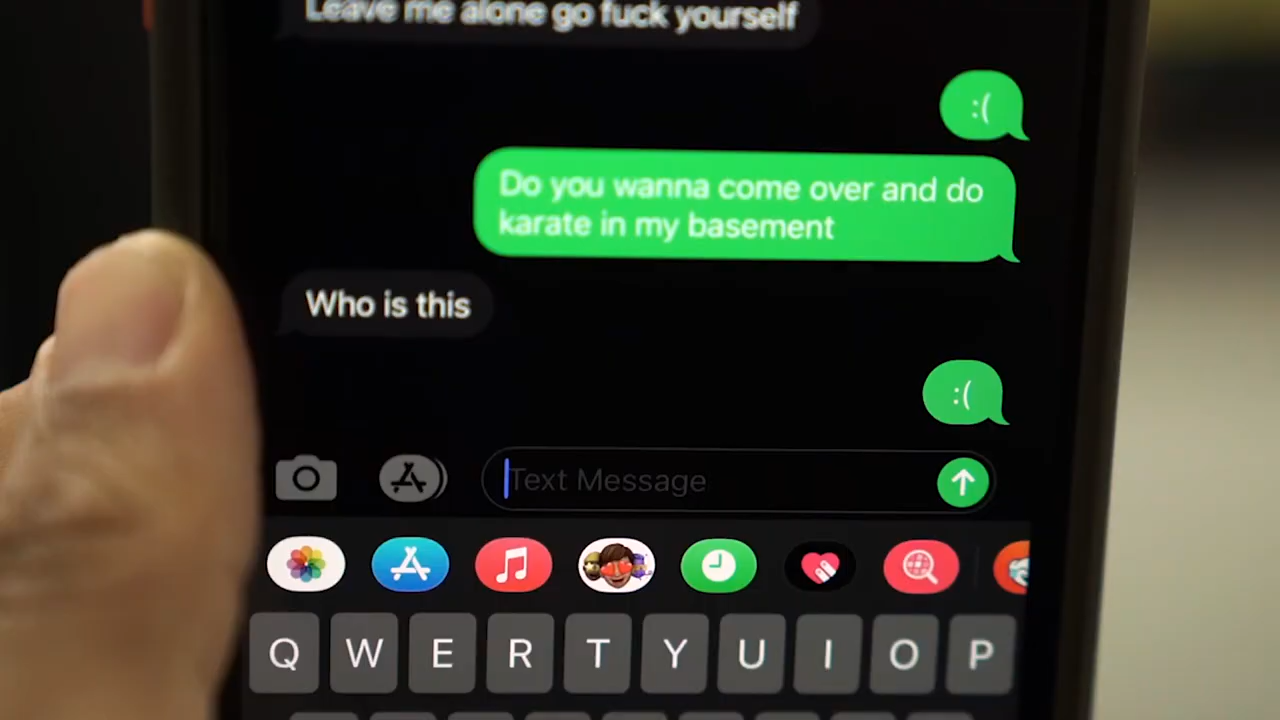 Leave me alone go fuck yourself
:(
Do you wanna come over and do
karate in my basement
Who is this
:(
Text Message
Q W E R T Y U I O P